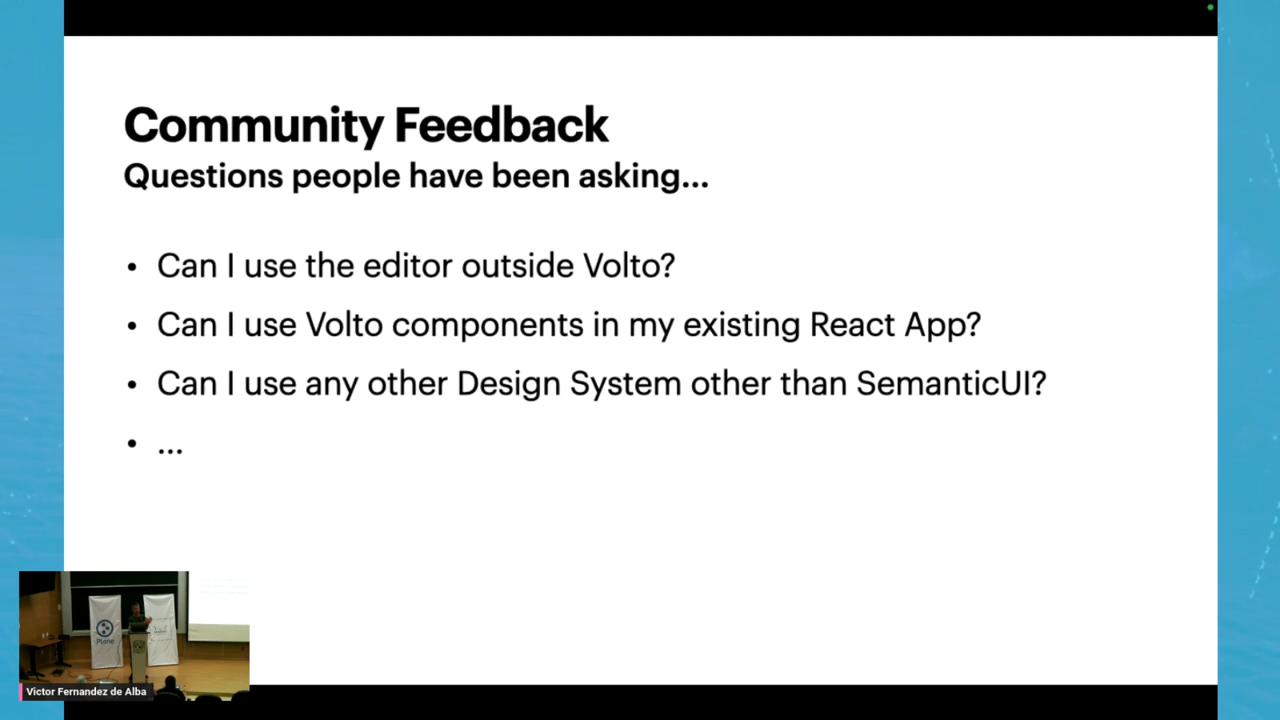 Community Feedback
Questions people have been asking...
• Can I use the editor outside Volto?
• Can I use Volto components in my existing React App?
• Can I use any other Design System other than SemanticUI?
• ...
Plone
Victor Fernandez de Alba